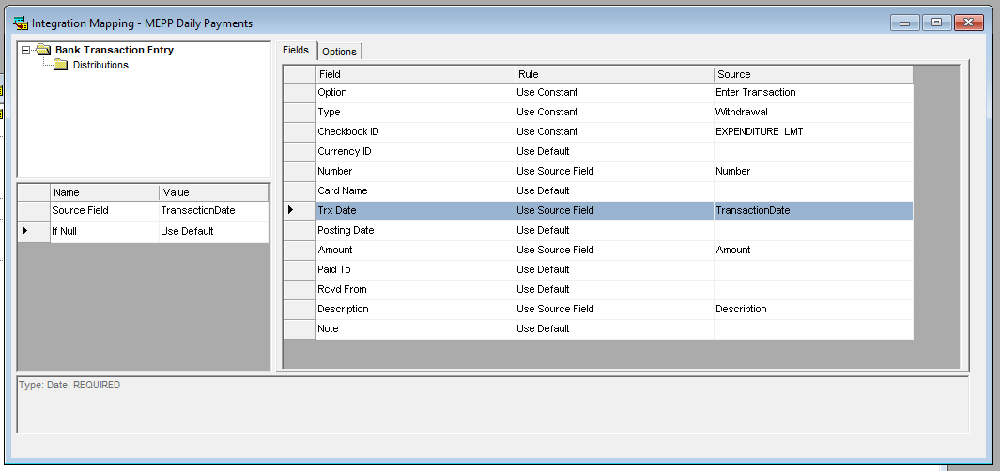 Integration Mapping - MEPP Daily Payments
Bank Transaction Entry
Distributions
Name Value
Source Field TransactionDate
If Null Use Default
Fields Options
Field Rule Source
Option Use Constant Enter Transaction
Type Use Constant Withdrawal
Checkbook ID Use Constant EXPENDITURE LMT
Currency ID Use Default
Number Use Source Field Number
Card Name Use Default
Trx Date Use Source Field TransactionDate
Posting Date Use Default
Amount Use Source Field Amount
Paid To Use Default
Rcvd From Use Default
Description Use Source Field Description
Note Use Default
Type: Date, REQUIRED